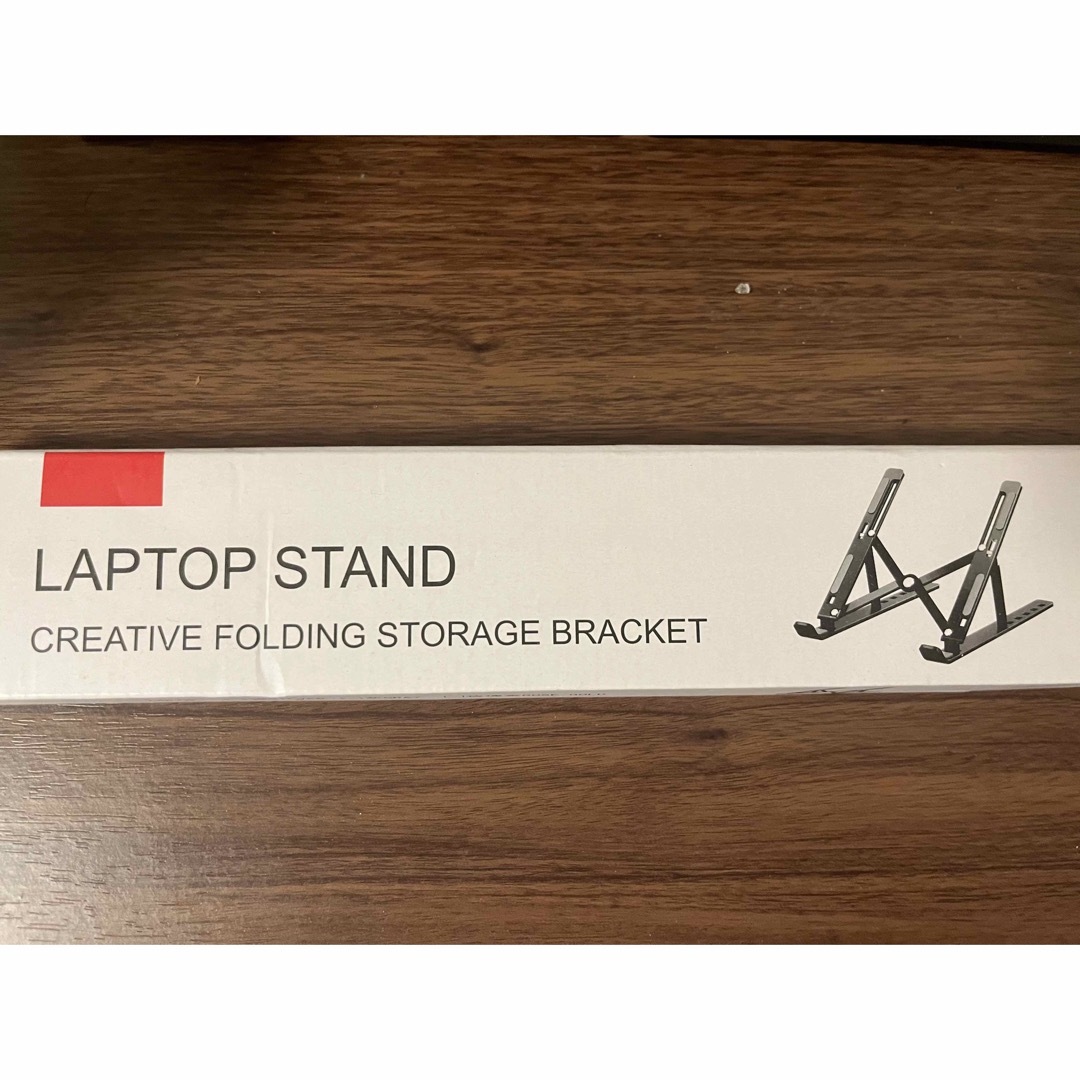 LAPTOP STAND
CREATIVE FOLDING STORAGE BRACKET